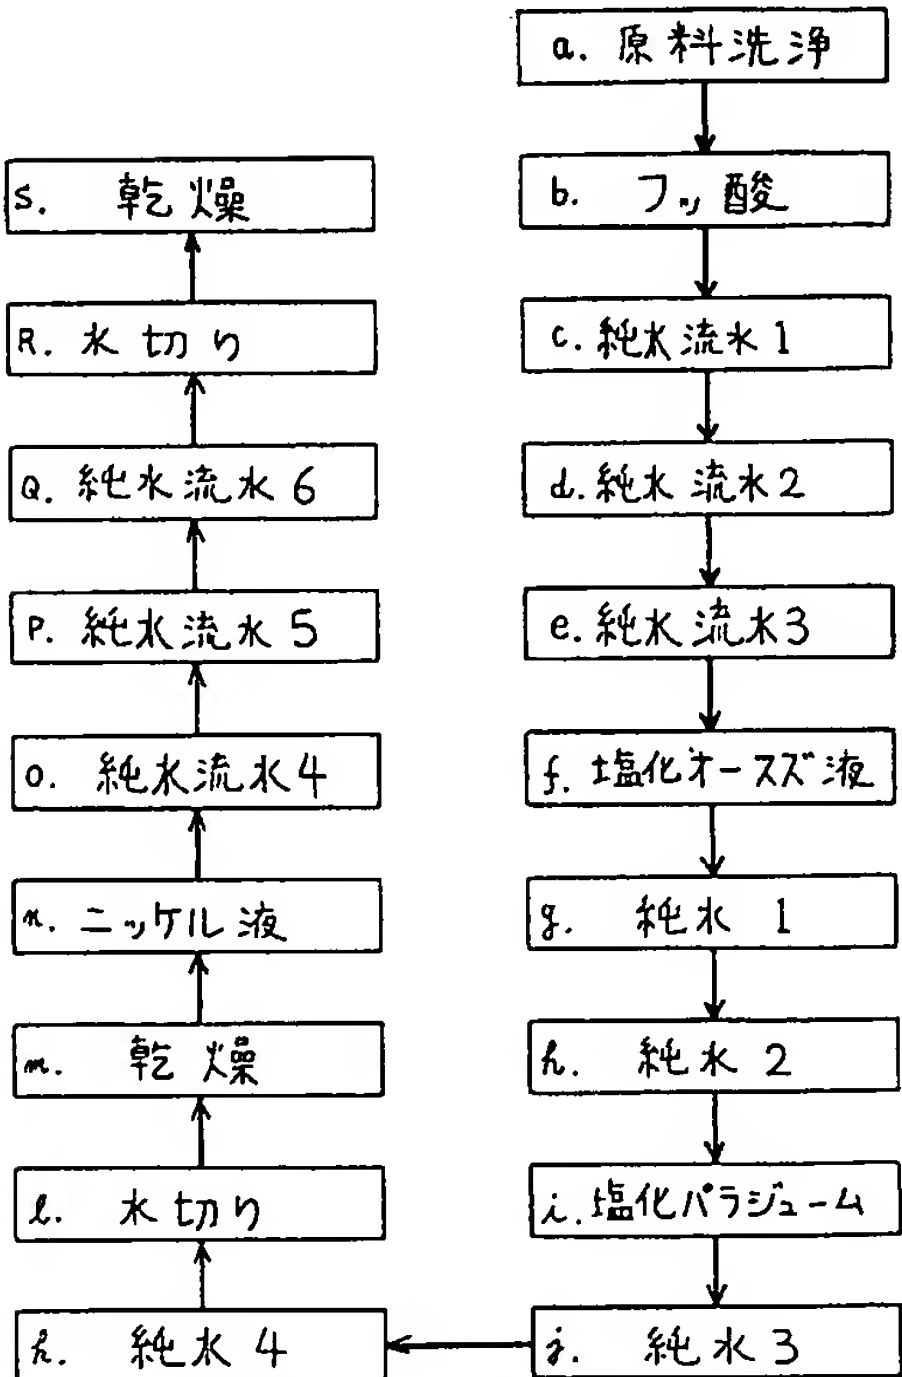 a. 原料洗浄
b. フッ酸
c. 純水流水1
d. 純水流水2
e. 純水流水3
f. 塩化オースズ液
g. 純水 1
h. 純水 2
i. 塩化パラジューム
j. 純水 3
k. 純水 4
l. 水切り
m. 乾燥
n. ニッケル液
o. 純水流水4
P. 純水流水5
Q. 純水流水6
R. 水切り
S. 乾燥